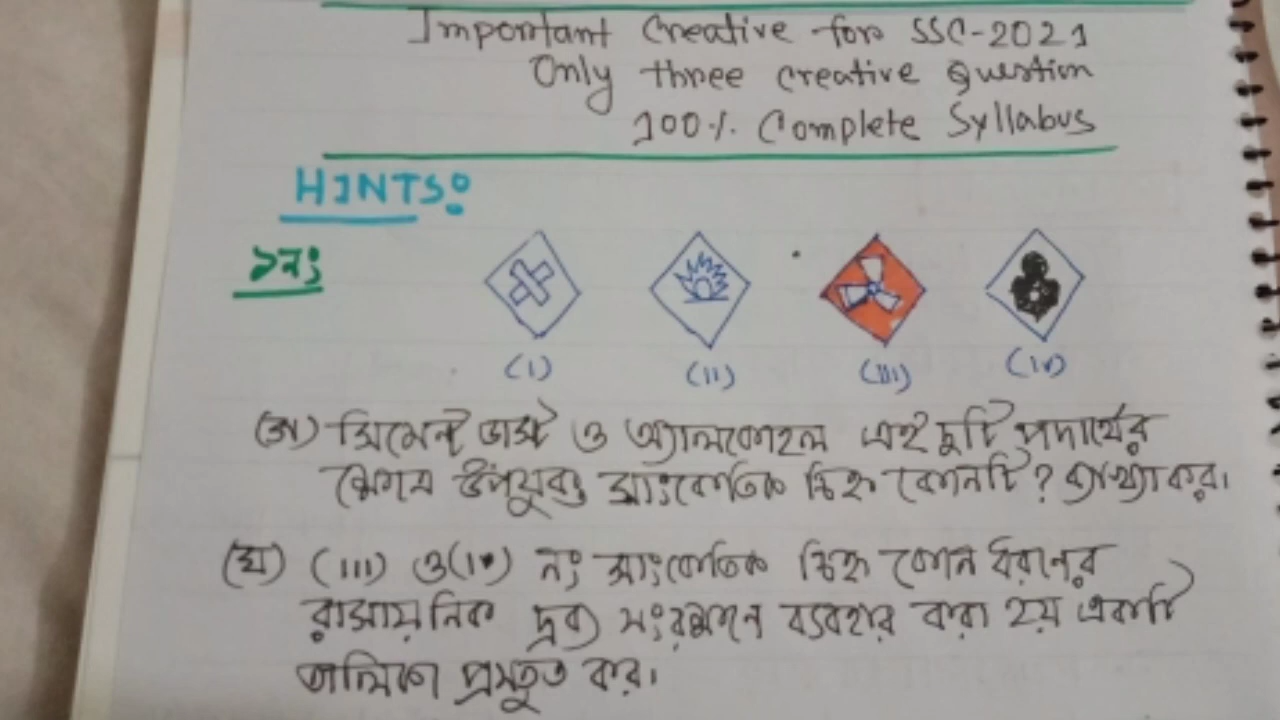 Important Creative for SSC-2021
Only three creative Question
100% Complete Syllabus
HINTS:
১নং
(i) (ii) (iii) (iv)
(গ) সিমেন্ট ডাস্ট ও অ্যালকোহল এই দুটি পদার্থের
ক্ষেত্রে উপযুক্ত সাংকেতিক চিহ্ন কোনটি? ব্যাখ্যা কর।
(ঘ) (iii) ও (iv) নং সাংকেতিক চিহ্ন কোন ধরনের
রাসায়নিক দ্রব্য সংরক্ষণে ব্যবহার করা হয় একটি
তালিকা প্রস্তুত কর।